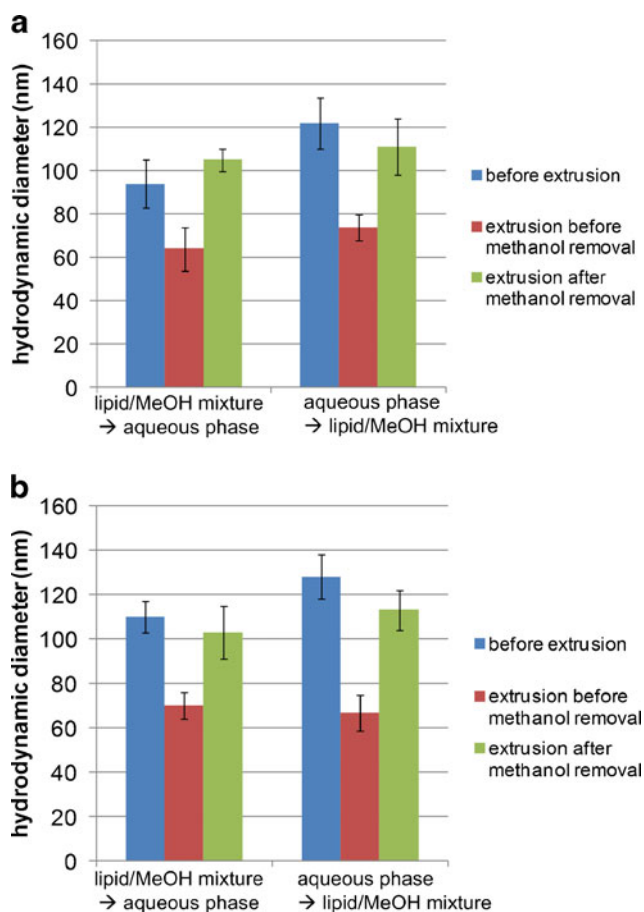 a
hydrodynamic diameter (nm)
160
140
120
100
80
60
40
20
0
lipid/MeOH mixture
→ aqueous phase
aqueous phase
→ lipid/MeOH mixture
before extrusion
extrusion before
methanol removal
extrusion after
methanol removal
b
hydrodynamic diameter (nm)
160
140
120
100
80
60
40
20
0
lipid/MeOH mixture
→ aqueous phase
aqueous phase
→ lipid/MeOH mixture
before extrusion
extrusion before
methanol removal
extrusion after
methanol removal